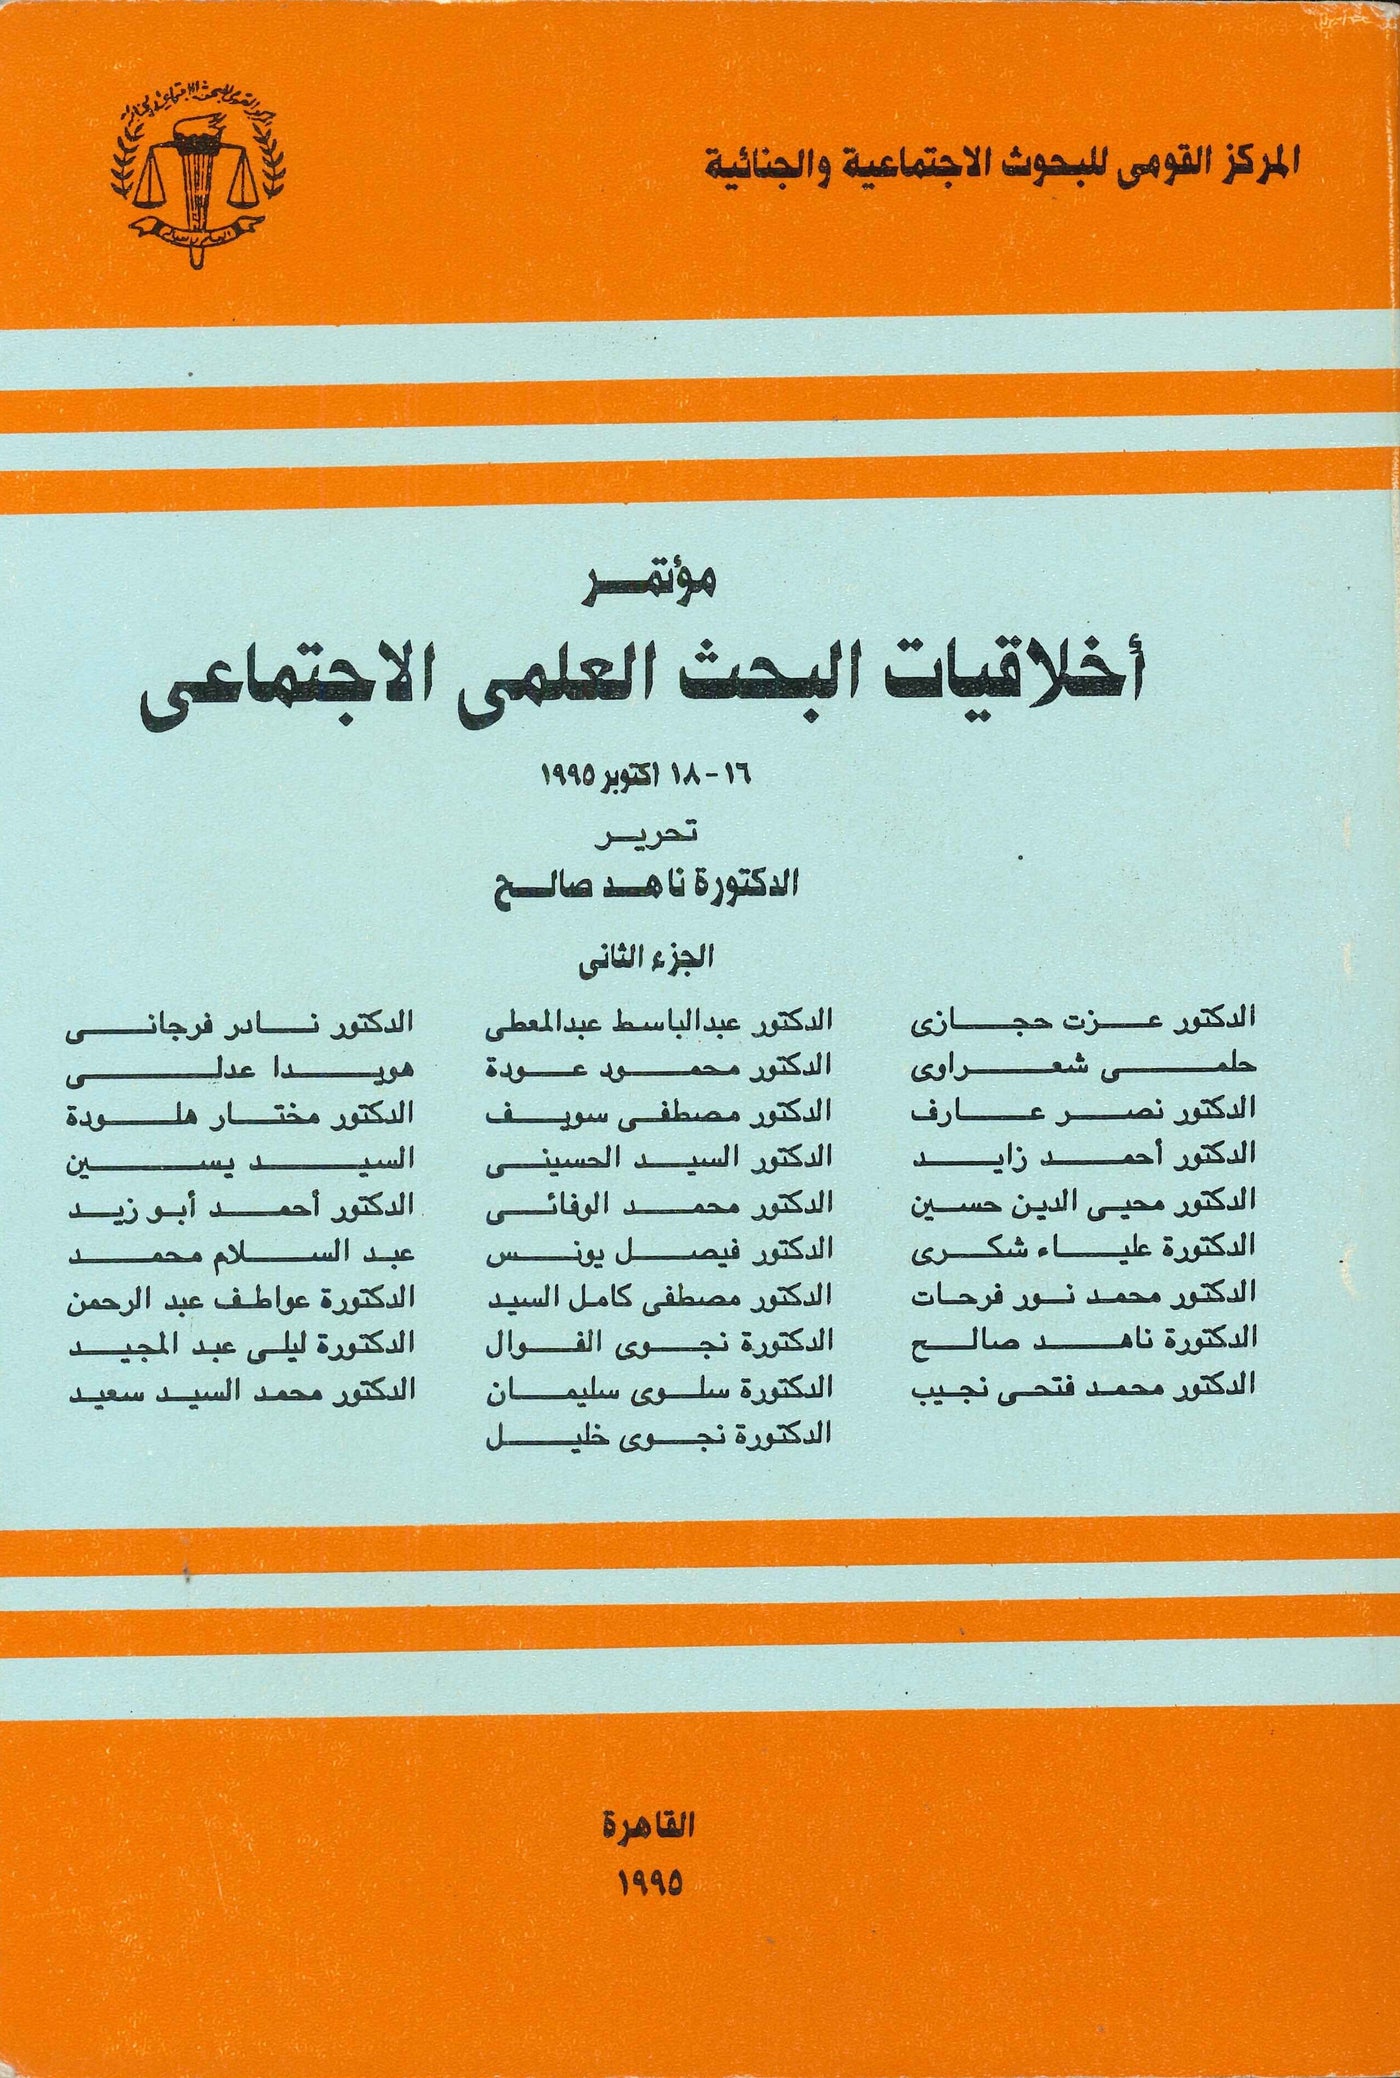 المركز القومى للبحوث الاجتماعية والجنائية
مؤتمر
أخلاقيات البحث العلمى الاجتماعى
١٦ - ١٨ اكتوبر ١٩٩٥
تحرير
الدكتورة ناهد صالح
الجزء الثانى
الدكتور عزت حجازى
حلمى شعراوى
الدكتور نصر عارف
الدكتور أحمد زايد
الدكتور محيى الدين حسين
الدكتورة علياء شكرى
الدكتور محمد نور فرحات
الدكتورة ناهد صالح
الدكتور محمد فتحى نجيب
الدكتور عبدالباسط عبدالمعطى
الدكتور محمود عودة
الدكتور مصطفى سويف
الدكتور السيد الحسينى
الدكتور محمد الوفائى
الدكتور فيصل يونس
الدكتور مصطفى كامل السيد
الدكتورة نجوى الفوال
الدكتورة سلوى سليمان
الدكتورة نجوى خليل
الدكتور نادر فرجانى
هويدا عدلى
الدكتور مختار هلودة
السيد يسين
الدكتور أحمد أبو زيد
عبد السلام محمد
الدكتورة عواطف عبد الرحمن
الدكتورة ليلى عبد المجيد
الدكتور محمد السيد سعيد
القاهرة
١٩٩٥